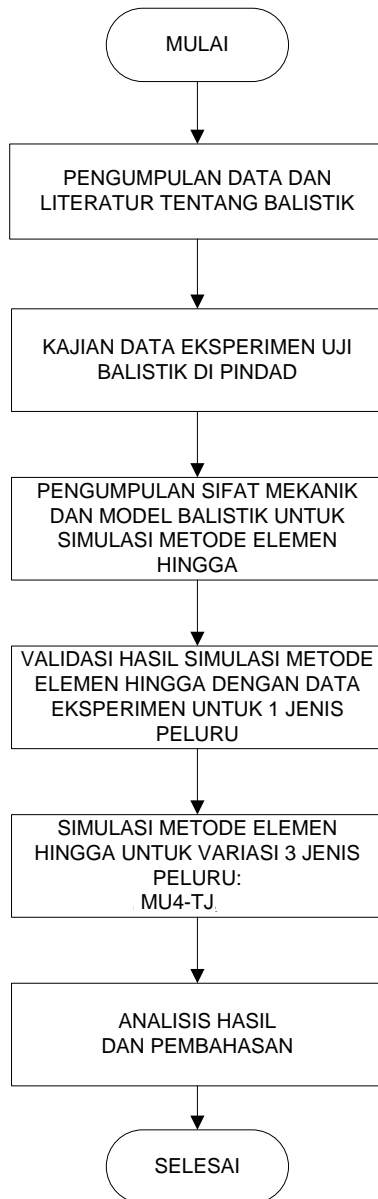 MULAI
PENGUMPULAN DATA DAN
LITERATUR TENTANG BALISTIK
KAJIAN DATA EKSPERIMEN UJI
BALISTIK DI PINDAD
PENGUMPULAN SIFAT MEKANIK
DAN MODEL BALISTIK UNTUK
SIMULASI METODE ELEMEN
HINGGA
VALIDASI HASIL SIMULASI METODE
ELEMEN HINGGA DENGAN DATA
EKSPERIMEN UNTUK 1 JENIS
PELURU
SIMULASI METODE ELEMEN
HINGGA UNTUK VARIASI 3 JENIS
PELURU:
MU4-TJ
ANALISIS HASIL
DAN PEMBAHASAN
SELESAI